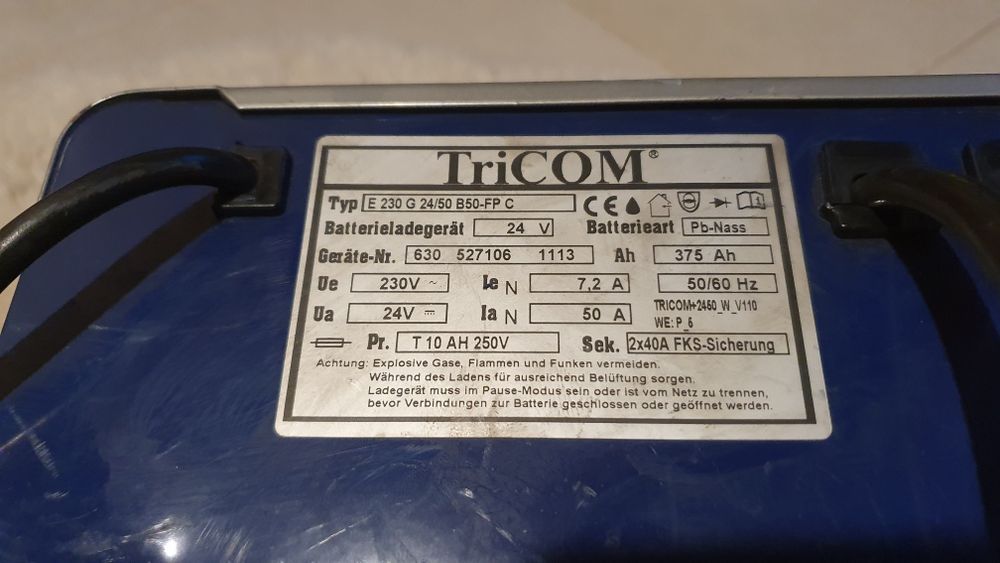 TriCOM®
Typ E 230 G 24/50 B50-FP C CE
Batterieladegerät 24 V Batterieart Pb-Nass
Geräte-Nr. 630 527106 1113 Ah 375 Ah
Ue 230V ~ Ie N 7,2 A 50/60 Hz
Ua 24V Ia N 50 A TRICOM+2450_W_V110
WE: P_5
Pr. T 10 AH 250V Sek. 2x40A FKS-Sicherung
Achtung: Explosive Gase, Flammen und Funken vermeiden.
Während des Ladens für ausreichend Belüftung sorgen.
Ladegerät muss im Pause-Modus sein oder ist vom Netz zu trennen,
bevor Verbindungen zur Batterie geschlossen oder geöffnet werden.